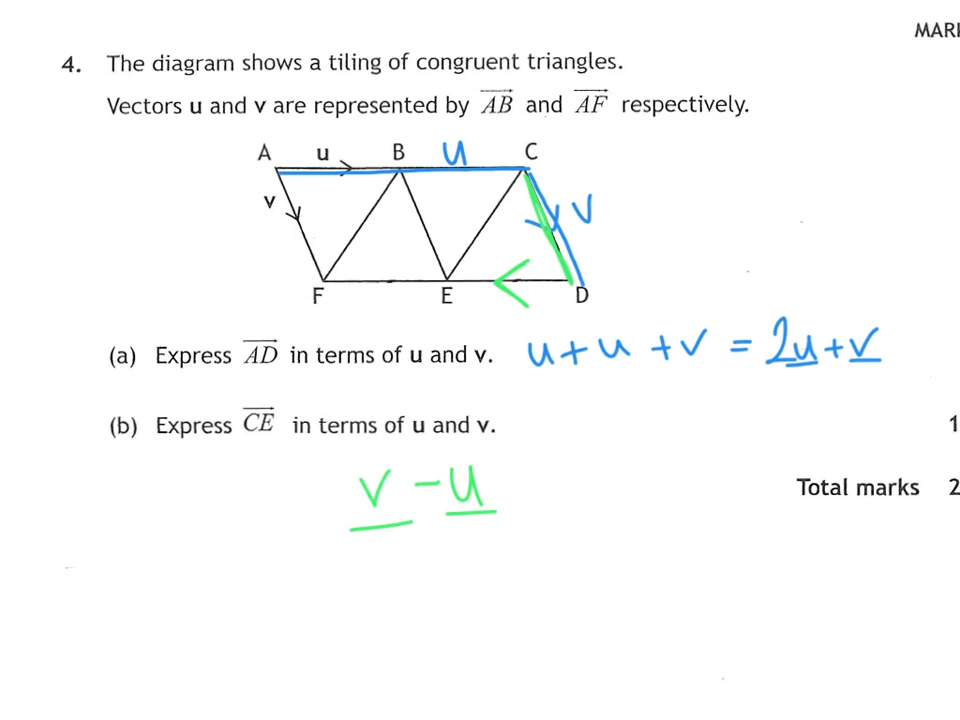 MARK
4. The diagram shows a tiling of congruent triangles.
Vectors u and v are represented by AB and AF respectively.
A u B u C
v v
F E D
(a) Express AD in terms of u and v. u + u + v = 2u + v
(b) Express CE in terms of u and v. 1
v - u
Total marks 2